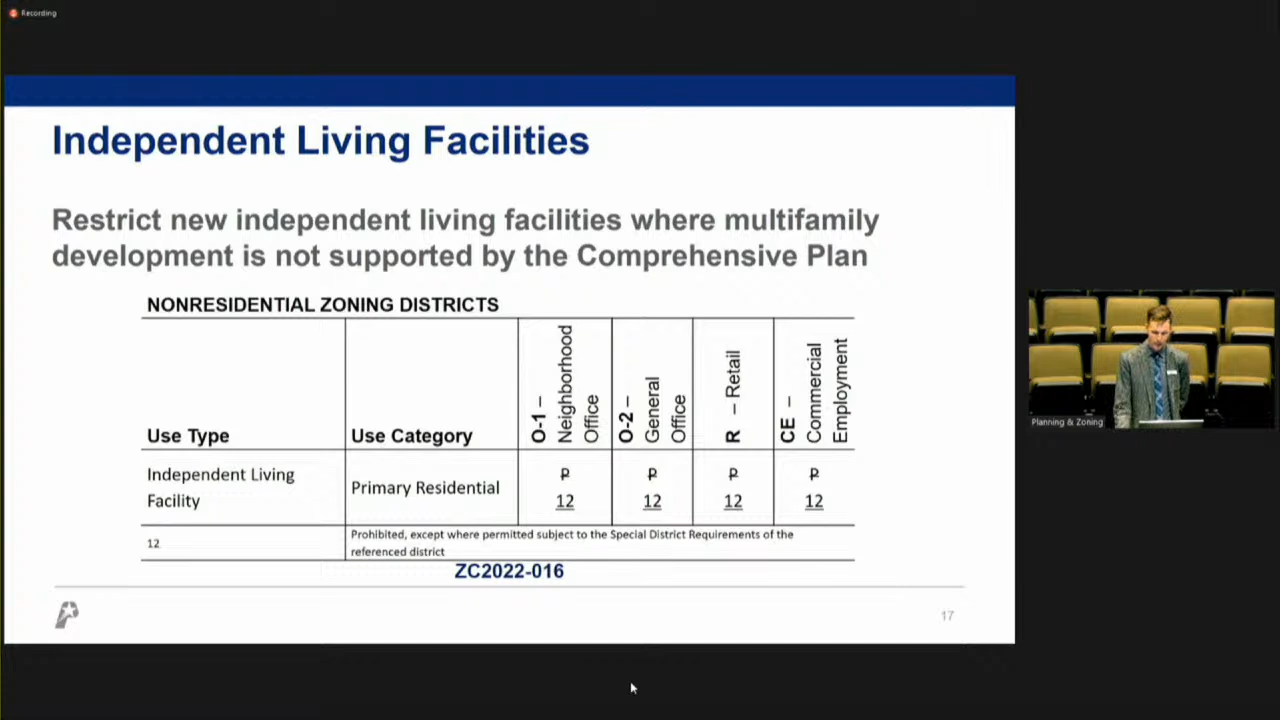 Recording
Independent Living Facilities
Restrict new independent living facilities where multifamily
development is not supported by the Comprehensive Plan
NONRESIDENTIAL ZONING DISTRICTS
Use Type
Use Category
O-1 –
Neighborhood
Office
O-2 –
General
Office
R – Retail
CE –
Commercial
Employment
Independent Living
Facility
Primary Residential
P
12
P
12
P
12
P
12
12
Prohibited, except where permitted subject to the Special District Requirements of the
referenced district
ZC2022-016
17
Planning & Zoning